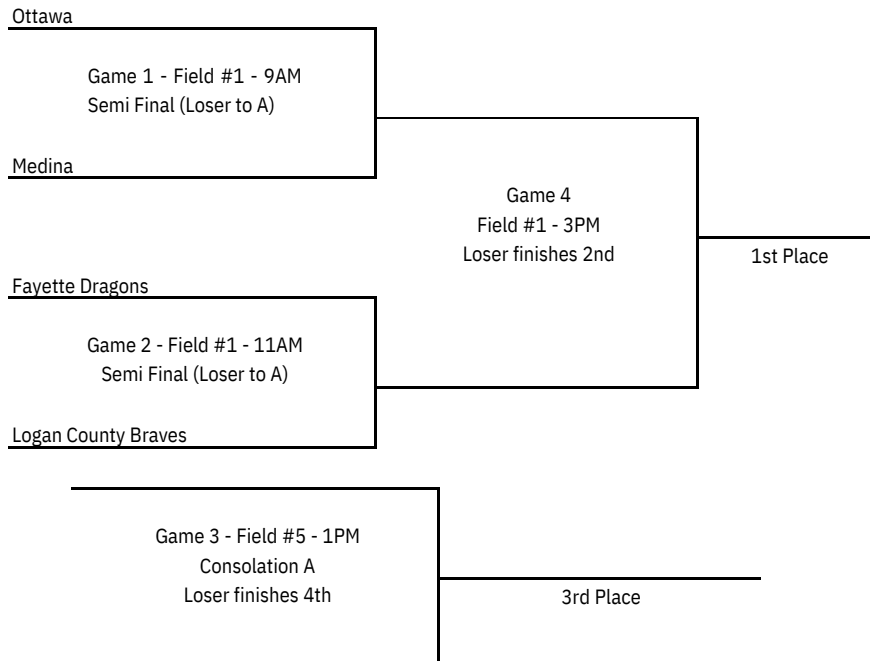 Ottawa
Game 1 - Field #1 - 9AM
Semi Final (Loser to A)
Medina
Game 4
Field #1 - 3PM
Loser finishes 2nd
1st Place
Fayette Dragons
Game 2 - Field #1 - 11AM
Semi Final (Loser to A)
Logan County Braves
Game 3 - Field #5 - 1PM
Consolation A
Loser finishes 4th
3rd Place